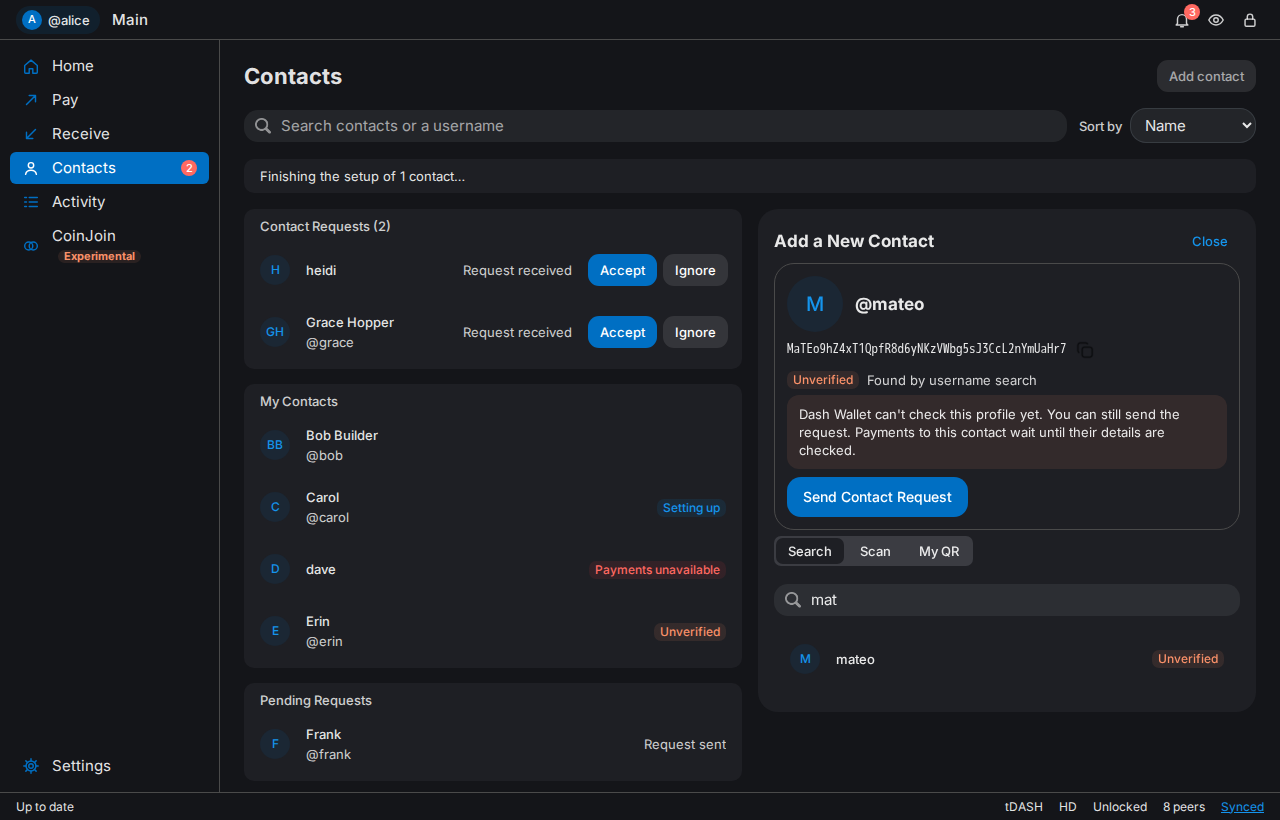 A @alice Main 3
Home
Pay
Receive
Contacts 2
Activity
CoinJoin
Experimental
Settings
Contacts
Add contact
Search contacts or a username
Sort by Name
Finishing the setup of 1 contact...
Contact Requests (2)
H heidi Request received Accept Ignore
GH Grace Hopper
@grace
Request received Accept Ignore
My Contacts
BB Bob Builder
@bob
C Carol
@carol
Setting up
D dave Payments unavailable
E Erin
@erin
Unverified
Pending Requests
F Frank
@frank
Request sent
Add a New Contact Close
M @mateo
MaTEo9hZ4xT1QpfR8d6yNKzVWbg5sJ3CcL2nYmUaHr7
Unverified Found by username search
Dash Wallet can't check this profile yet. You can still send the
request. Payments to this contact wait until their details are
checked.
Send Contact Request
Search Scan My QR
mat
M mateo Unverified
Up to date tDASH HD Unlocked 8 peers Synced